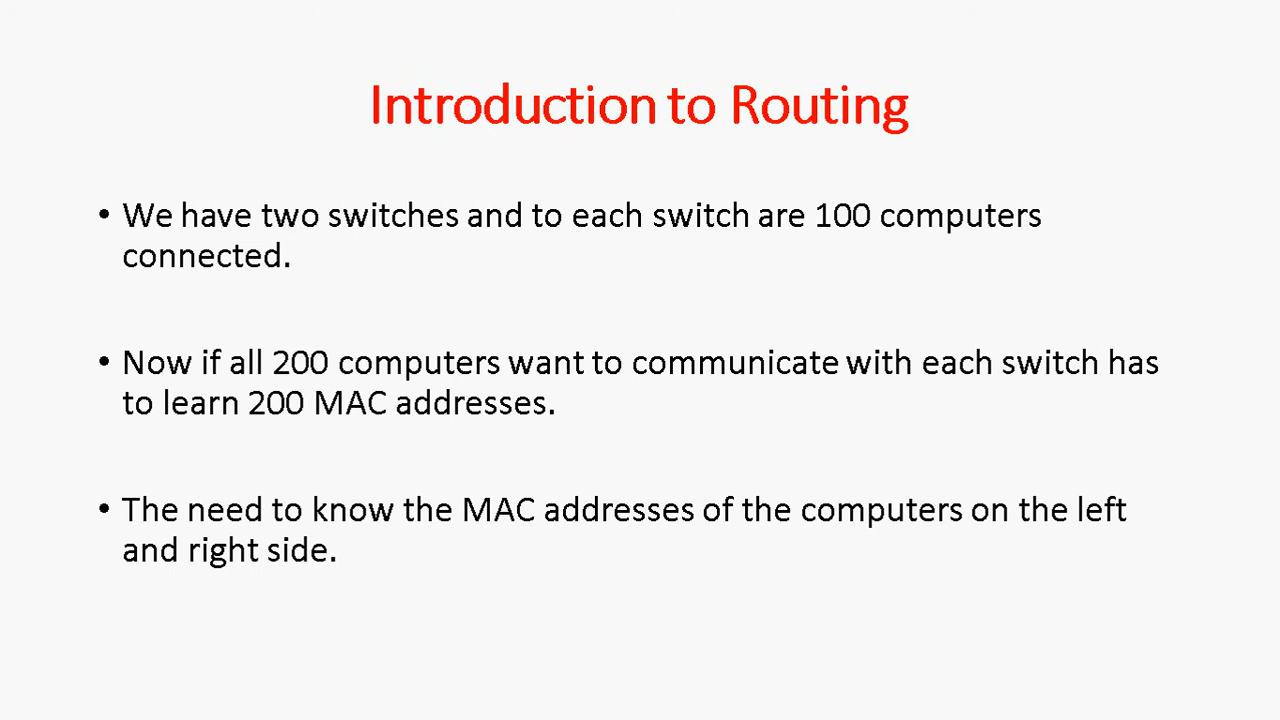 Introduction to Routing
• We have two switches and to each switch are 100 computers
connected.
• Now if all 200 computers want to communicate with each switch has
to learn 200 MAC addresses.
• The need to know the MAC addresses of the computers on the left
and right side.